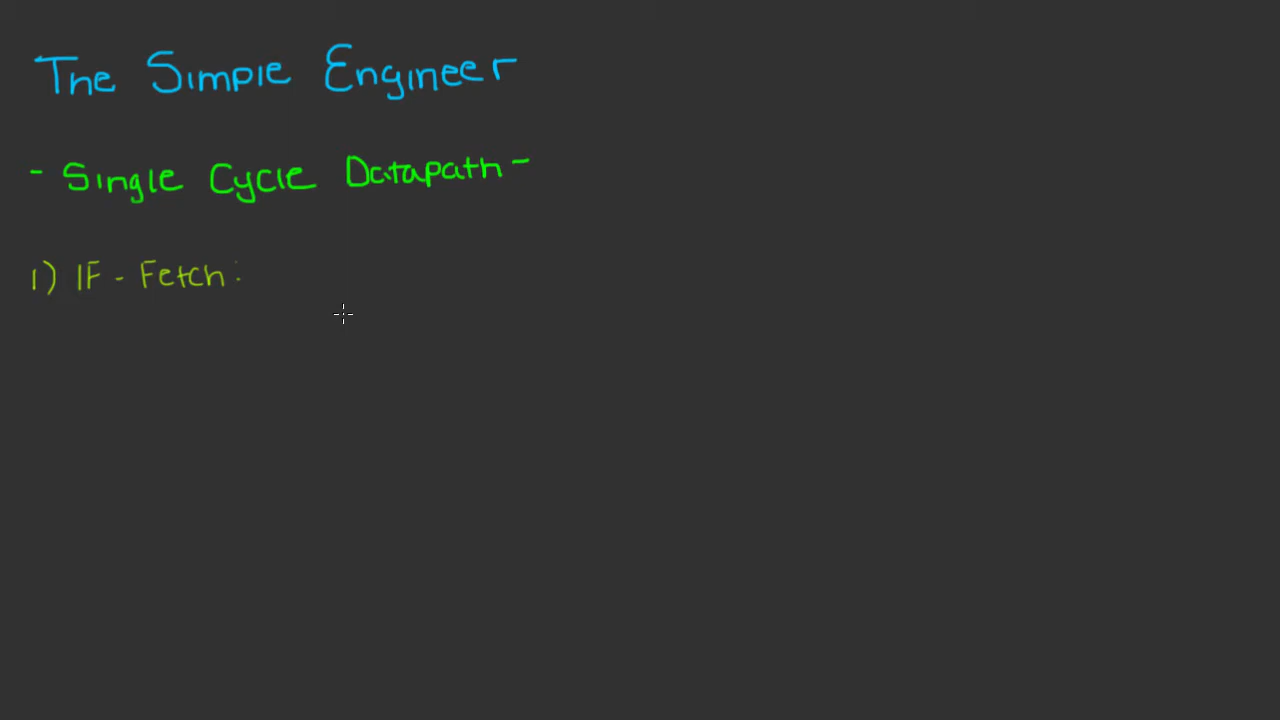 The Simple Engineer
- Single Cycle Datapath -
1) IF - Fetch: